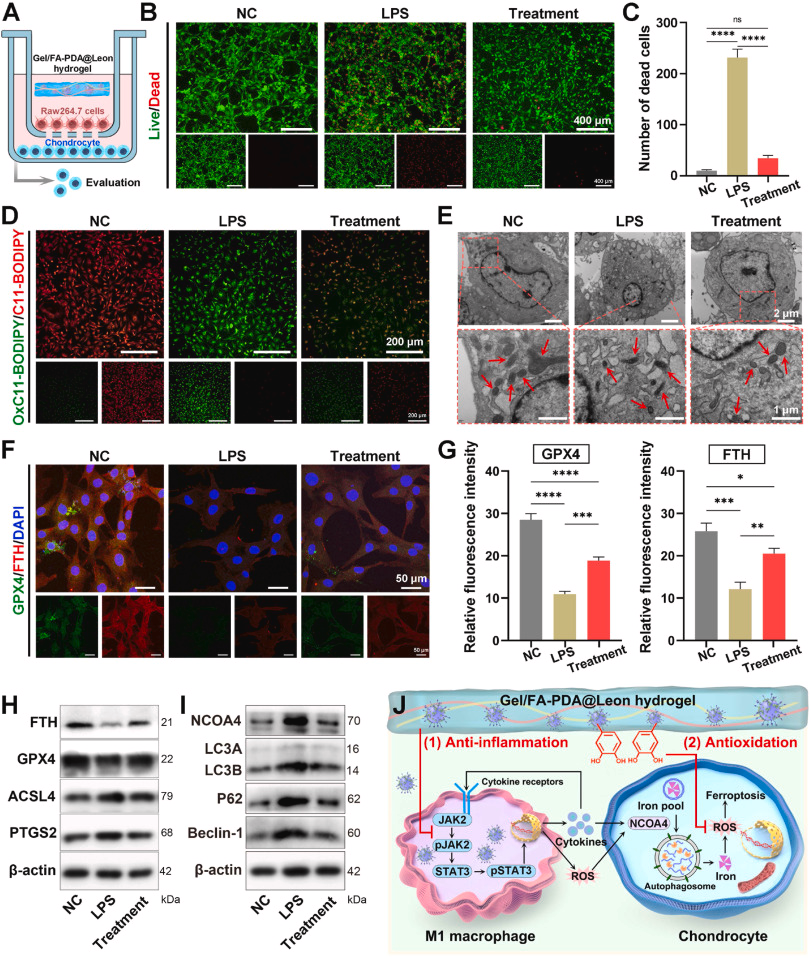 A
Gel/FA-PDA@Leon
hydrogel
Raw264.7 cells
Chondrocyte
Evaluation
B
NC
LPS
Treatment
Live/Dead
400 μm
400 μm
C
Number of dead cells
300
200
100
0
ns
****
****
NC
LPS
Treatment
D
NC
LPS
Treatment
OxC11-BODIPY/C11-BODIPY
200 μm
200 μm
E
NC
LPS
Treatment
2 μm
1 μm
F
NC
LPS
Treatment
GPX4/FTH/DAPI
50 μm
50 μm
G
GPX4
Relative fluorescence intensity
40
30
20
10
0
****
****
***
NC
LPS
Treatment
FTH
Relative fluorescence intensity
40
30
20
10
0
*
***
**
NC
LPS
Treatment
H
FTH 21
GPX4 22
ACSL4 79
PTGS2 68
β-actin 42
kDa
NC
LPS
Treatment
I
NCOA4 70
LC3A 16
LC3B 14
P62 62
Beclin-1 60
β-actin 42
kDa
NC
LPS
Treatment
J
Gel/FA-PDA@Leon hydrogel
(1) Anti-inflammation
(2) Antioxidation
HO OH HO OH
Cytokine receptors
JAK2
pJAK2
STAT3
pSTAT3
Cytokines
ROS
M1 macrophage
Iron pool
NCOA4
Autophagosome
Iron
ROS
Ferroptosis
Chondrocyte